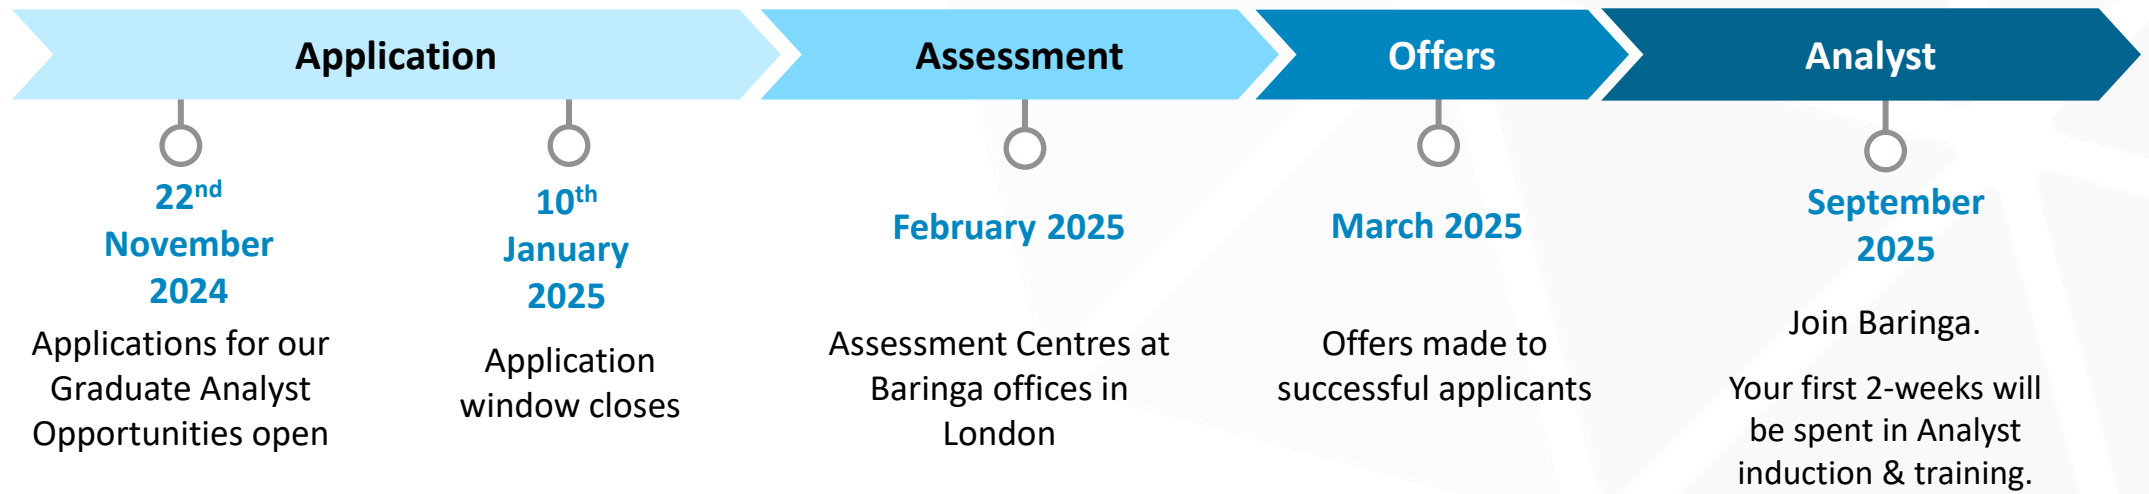 Application
Assessment
Offers
Analyst
22nd
November
2024
Applications for our
Graduate Analyst
Opportunities open
10th
January
2025
Application
window closes
February 2025
Assessment Centres at
Baringa offices in
London
March 2025
Offers made to
successful applicants
September
2025
Join Baringa.
Your first 2-weeks will
be spent in Analyst
induction & training.